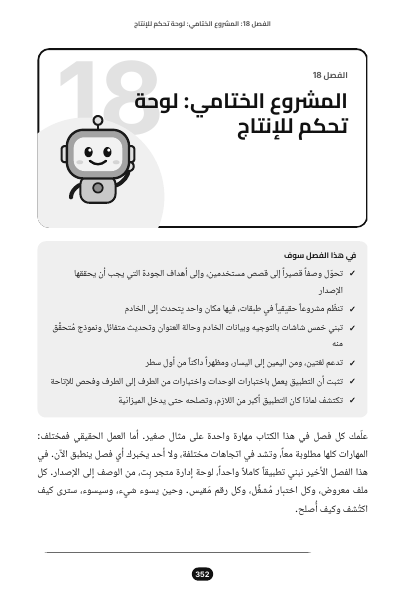 الفصل 18: المشروع الختامي: لوحة تحكم للإنتاج
18
الفصل 18
المشروع الختامي: لوحة
تحكم للإنتاج
في هذا الفصل سوف
✔ تحوّل وصفاً قصيراً إلى قصص مستخدمين، وإلى أهداف الجودة التي يجب أن يحققها
الإصدار
✔ تنظّم مشروعاً حقيقياً في طبقات، فيها مكان واحد يتحدث إلى الخادم
✔ تبني خمس شاشات بالتوجيه وبيانات الخادم وحالة العنوان وتحديث متفائل ونموذج مُتحقَّق
منه
✔ تدعم لغتين، ومن اليمين إلى اليسار، ومظهراً داكناً من أول سطر
✔ تثبت أن التطبيق يعمل باختبارات الوحدات واختبارات من الطرف إلى الطرف وفحص للإتاحة
✔ تكتشف لماذا كان التطبيق أكبر من اللازم، وتصلحه حتى يدخل الميزانية
علّمك كل فصل في هذا الكتاب مهارة واحدة على مثال صغير. أما العمل الحقيقي فمختلف:
المهارات كلها مطلوبة معاً، وتشد في اتجاهات مختلفة، ولا أحد يخبرك أي فصل ينطبق الآن. في
هذا الفصل الأخير نبني تطبيقاً كاملاً واحداً، لوحة إدارة متجر بِت، من الوصف إلى الإصدار. كل
ملف معروض، وكل اختبار مُشغَّل، وكل رقم مَقيس. وحين يسوء شيء، وسيسوء، سترى كيف
اكتُشف وكيف أُصلح.
352